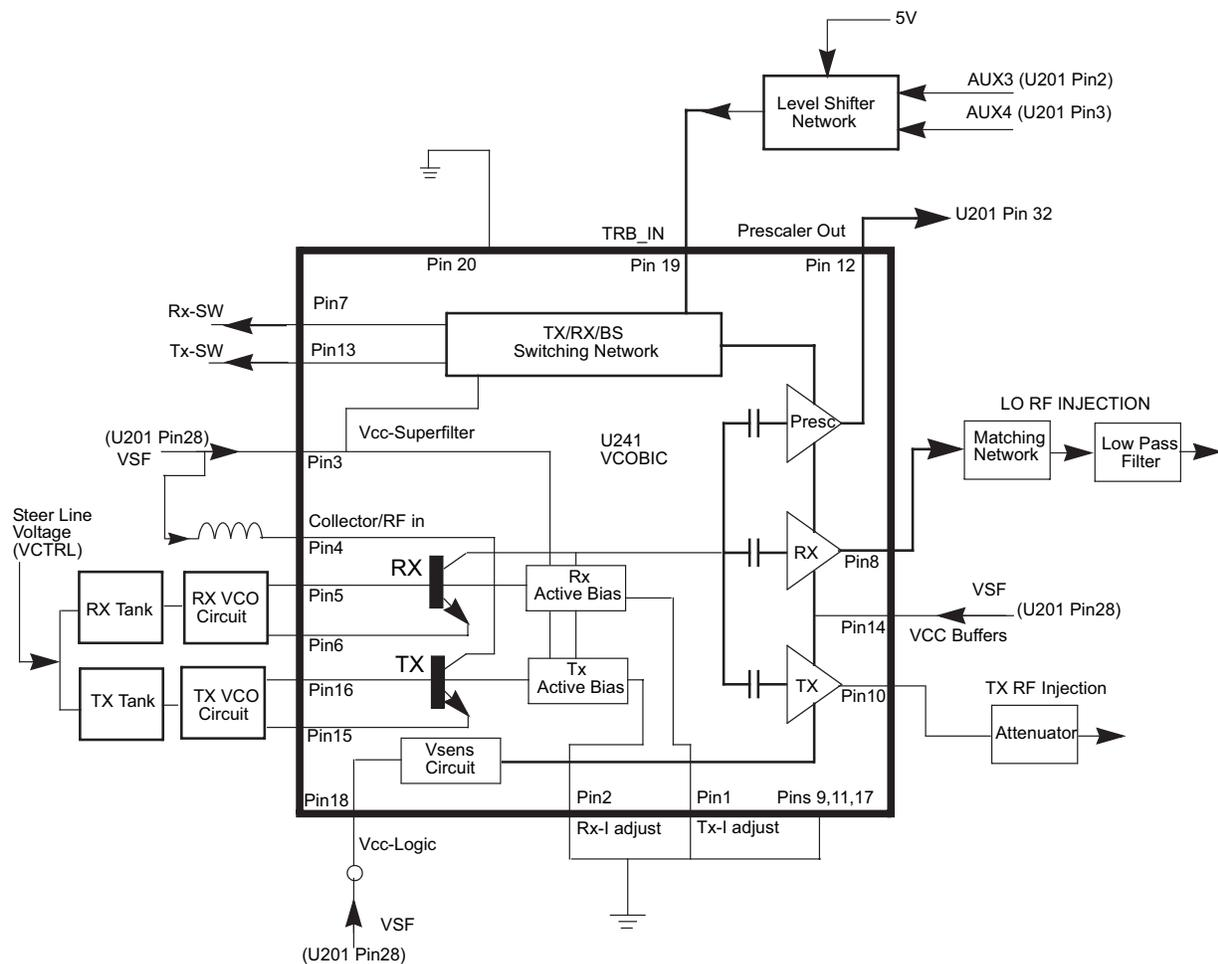 5V
AUX3 (U201 Pin2)
Level Shifter
Network
AUX4 (U201 Pin3)
U201 Pin 32
TRB_IN
Prescaler Out
Pin 20
Pin 19
Pin 12
Rx-SW
Pin7
TX/RX/BS
Switching Network
Tx-SW
Pin13
Presc
LO RF INJECTION
(U201 Pin28)
VSF
Vcc-Superfilter
U241
VCOBIC
Matching
Network
Low Pass
Filter
Pin3
Steer Line
Voltage
(VCTRL)
Collector/RF in
Pin4
RX
RX
Pin8
Rx
Active Bias
RX Tank
RX VCO
Circuit
Pin5
VSF
(U201 Pin28)
Pin14
VCC Buffers
Pin6
TX
Tx
Active Bias
TX
Pin10
TX RF Injection
TX Tank
TX VCO
Circuit
Pin16
Attenuator
Pin15
Vsens
Circuit
Pin18
Pin2
Pin1
Pins 9,11,17
Rx-I adjust
Tx-I adjust
Vcc-Logic
VSF
(U201 Pin28)